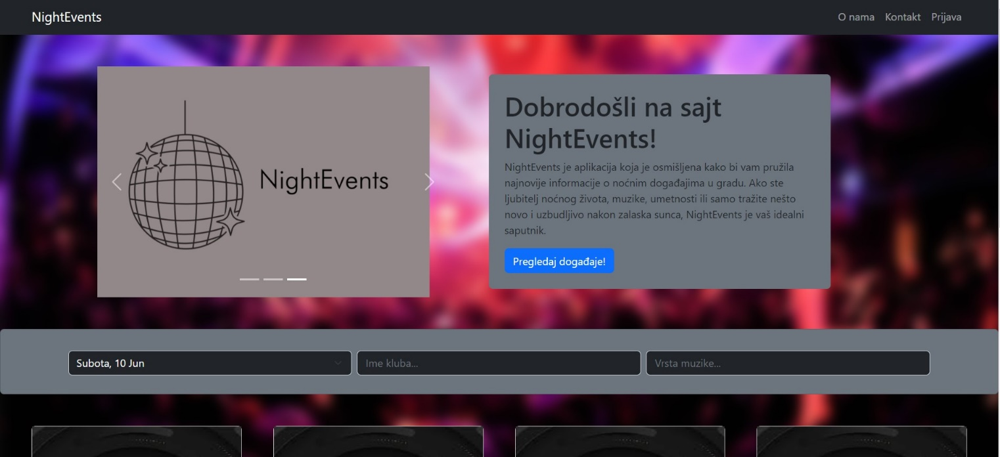 NightEvents
O nama Kontakt Prijava
NightEvents
Dobrodošli na sajt
NightEvents!
NightEvents je aplikacija koja je osmišljena kako bi vam pružila
najnovije informacije o noćnim događajima u gradu. Ako ste
ljubitelj noćnog života, muzike, umetnosti ili samo tražite nešto
novo i uzbudljivo nakon zalaska sunca, NightEvents je vaš idealni
saputnik.
Pregledaj događaje!
Subota, 10 Jun
Ime kluba...
Vrsta muzike...